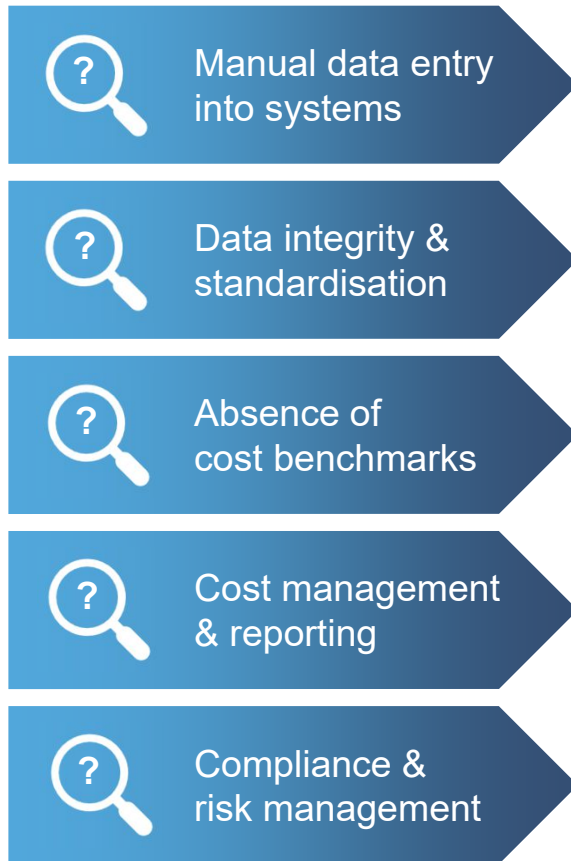 ?
Manual data entry
into systems
?
Data integrity &
standardisation
?
Absence of
cost benchmarks
?
Cost management
& reporting
?
Compliance &
risk management